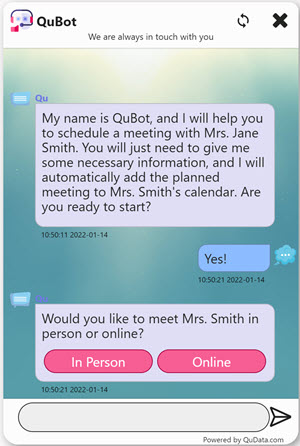 QuBot
We are always in touch with you
Qu
My name is QuBot, and I will help you
to schedule a meeting with Mrs. Jane
Smith. You will just need to give me
some necessary information, and I will
automatically add the planned
meeting to Mrs. Smith's calendar. Are
you ready to start?
10:50:11 2022-01-14
Yes!
10:50:21 2022-01-14
Would you like to meet Mrs. Smith in
person or online?
In Person
Online
10:50:21 2022-01-14
Powered by QuData.com